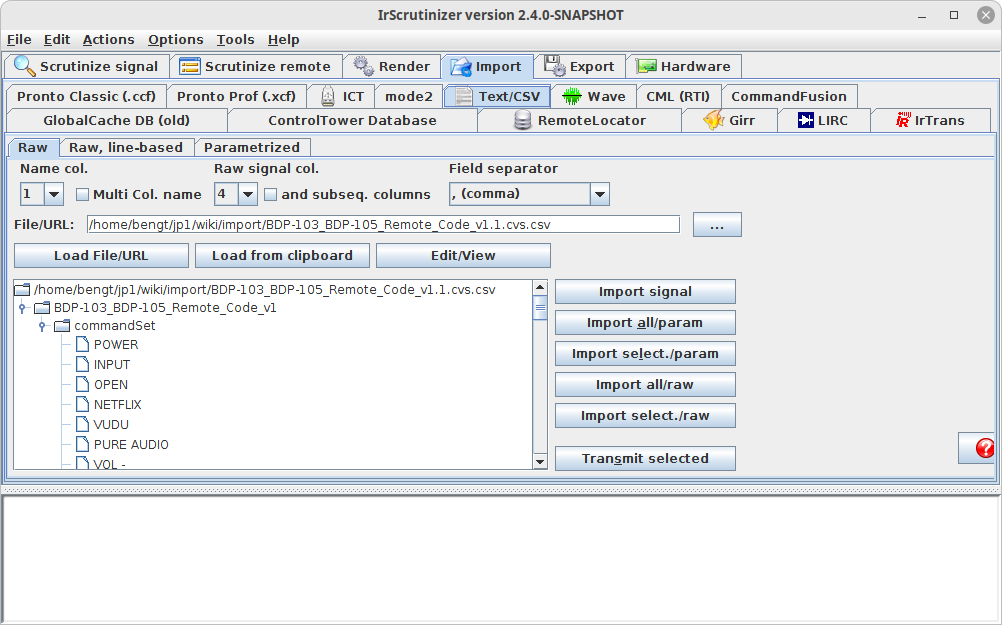 IrScrutinizer version 2.4.0-SNAPSHOT
File Edit Actions Options Tools Help
Scrutinize signal Scrutinize remote Render Import Export Hardware
Pronto Classic (.ccf) Pronto Prof (.xcf) ICT mode2 Text/CSV Wave CML (RTI) CommandFusion
GlobalCache DB (old) ControlTower Database RemoteLocator Girr LIRC IrTrans
Raw Raw, line-based Parametrized
Name col. Raw signal col. Field separator
1 Multi Col. name 4 and subseq. columns , (comma)
File/URL: /home/bengt/jp1/wiki/import/BDP-103_BDP-105_Remote_Code_v1.1.cvs.csv ...
Load File/URL Load from clipboard Edit/View
/home/bengt/jp1/wiki/import/BDP-103_BDP-105_Remote_Code_v1.1.cvs.csv
BDP-103_BDP-105_Remote_Code_v1
commandSet
POWER
INPUT
OPEN
NETFLIX
VUDU
PURE AUDIO
VOL -
Import signal
Import all/param
Import select./param
Import all/raw
Import select./raw
Transmit selected